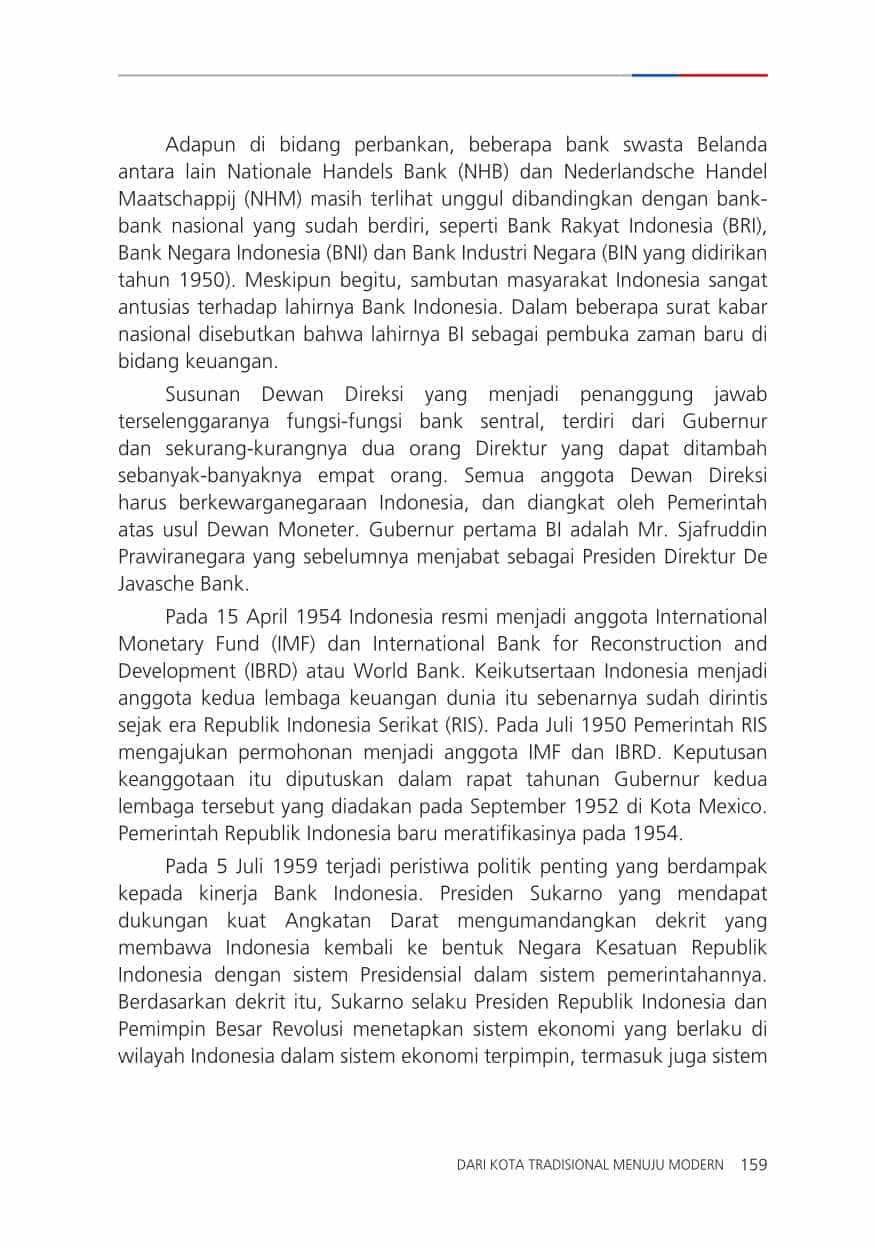 Adapun di bidang perbankan, beberapa bank swasta Belanda
antara lain Nationale Handels Bank (NHB) dan Nederlandsche Handel
Maatschappij (NHM) masih terlihat unggul dibandingkan dengan bank-
bank nasional yang sudah berdiri, seperti Bank Rakyat Indonesia (BRI),
Bank Negara Indonesia (BNI) dan Bank Industri Negara (BIN yang didirikan
tahun 1950). Meskipun begitu, sambutan masyarakat Indonesia sangat
antusias terhadap lahirnya Bank Indonesia. Dalam beberapa surat kabar
nasional disebutkan bahwa lahirnya BI sebagai pembuka zaman baru di
bidang keuangan.
Susunan Dewan Direksi yang menjadi penanggung jawab
terselenggaranya fungsi-fungsi bank sentral, terdiri dari Gubernur
dan sekurang-kurangnya dua orang Direktur yang dapat ditambah
sebanyak-banyaknya empat orang. Semua anggota Dewan Direksi
harus berkewarganegaraan Indonesia, dan diangkat oleh Pemerintah
atas usul Dewan Moneter. Gubernur pertama BI adalah Mr. Sjafruddin
Prawiranegara yang sebelumnya menjabat sebagai Presiden Direktur De
Javasche Bank.
Pada 15 April 1954 Indonesia resmi menjadi anggota International
Monetary Fund (IMF) dan International Bank for Reconstruction and
Development (IBRD) atau World Bank. Keikutsertaan Indonesia menjadi
anggota kedua lembaga keuangan dunia itu sebenarnya sudah dirintis
sejak era Republik Indonesia Serikat (RIS). Pada Juli 1950 Pemerintah RIS
mengajukan permohonan menjadi anggota IMF dan IBRD. Keputusan
keanggotaan itu diputuskan dalam rapat tahunan Gubernur kedua
lembaga tersebut yang diadakan pada September 1952 di Kota Mexico.
Pemerintah Republik Indonesia baru meratifikasinya pada 1954.
Pada 5 Juli 1959 terjadi peristiwa politik penting yang berdampak
kepada kinerja Bank Indonesia. Presiden Sukarno yang mendapat
dukungan kuat Angkatan Darat mengumandangkan dekrit yang
membawa Indonesia kembali ke bentuk Negara Kesatuan Republik
Indonesia dengan sistem Presidensial dalam sistem pemerintahannya.
Berdasarkan dekrit itu, Sukarno selaku Presiden Republik Indonesia dan
Pemimpin Besar Revolusi menetapkan sistem ekonomi yang berlaku di
wilayah Indonesia dalam sistem ekonomi terpimpin, termasuk juga sistem
DARI KOTA TRADISIONAL MENUJU MODERN 159